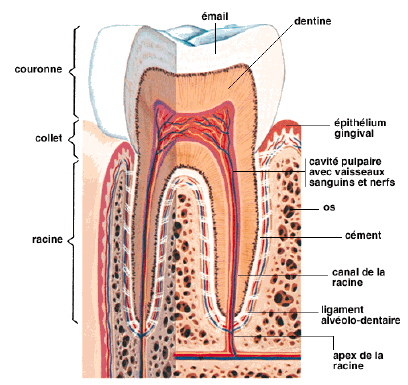 émail
dentine
couronne
collet
racine
épithélium
gingival
cavité pulpaire
avec vaisseaux
sanguins et nerfs
os
cément
canal de la
racine
ligament
alvéolo-dentaire
apex de la
racine